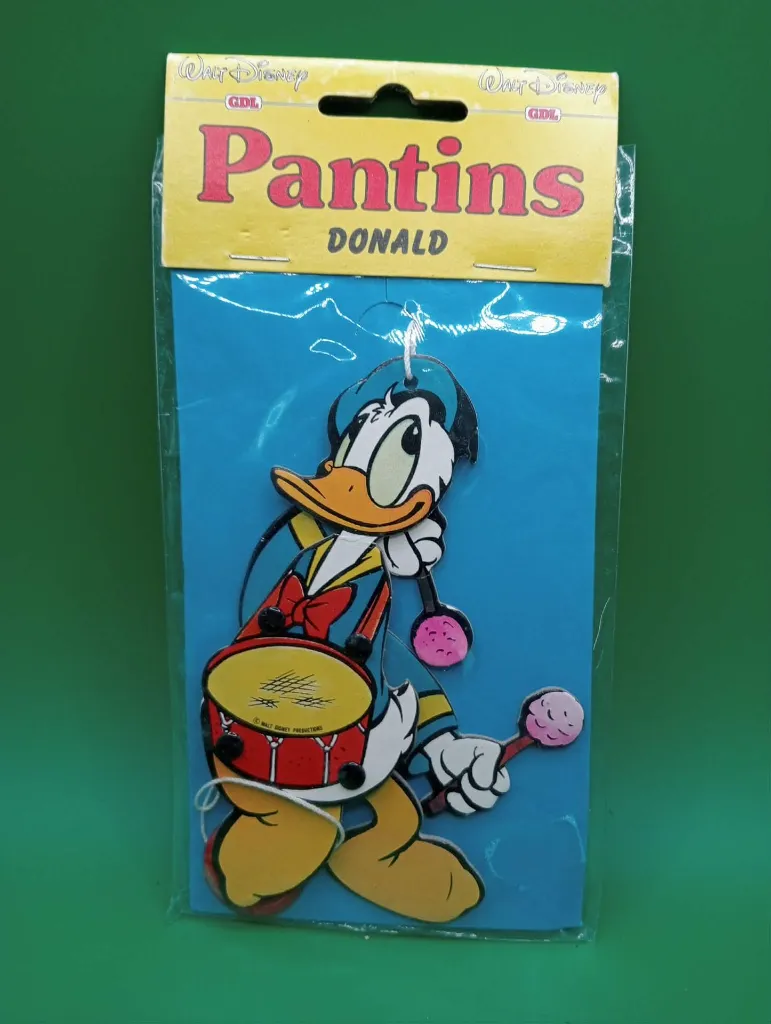 Walt Disney Walt Disney
GDL GDL
Pantins
DONALD
© WALT DISNEY PRODUCTIONS